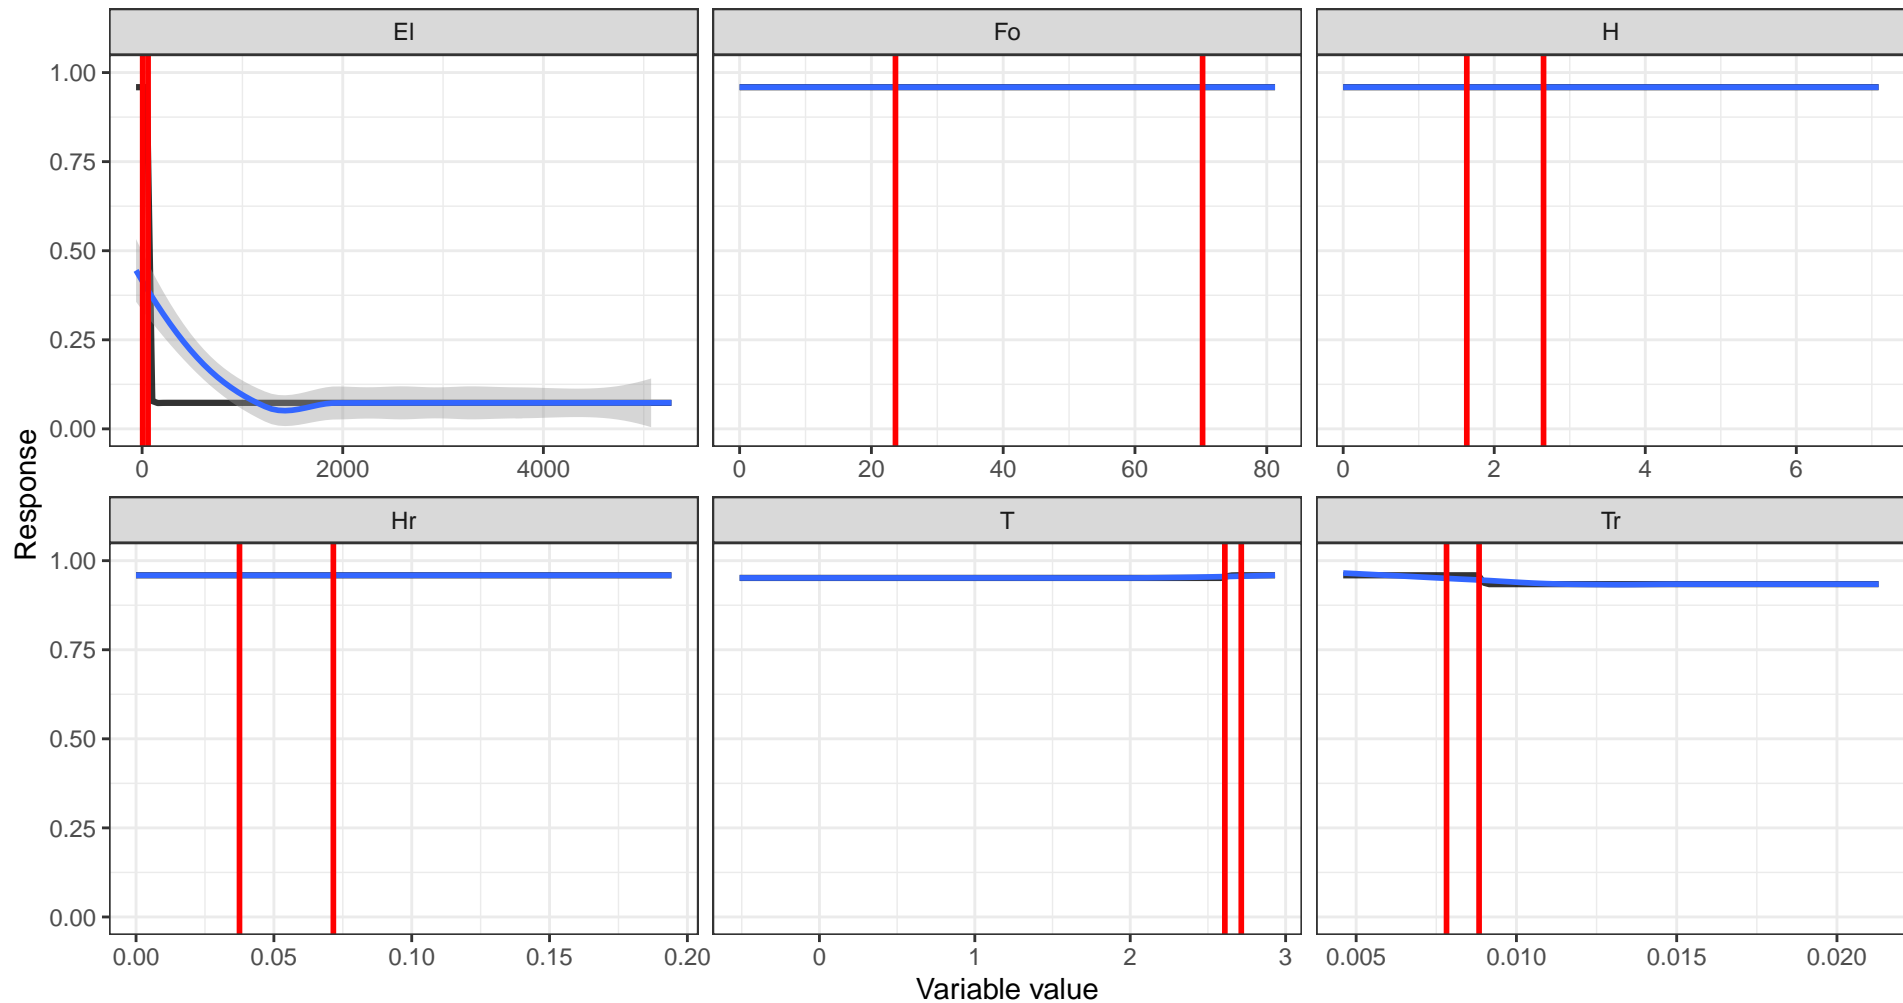 El
Fo
H
1.00
0.75
0.50
0.25
0.00
0 2000 4000
0 20 40 60 80
0 2 4 6
Hr
T
Tr
1.00
0.75
0.50
0.25
0.00
0.00 0.05 0.10 0.15 0.20
0 1 2 3
0.005 0.010 0.015 0.020
Response
Variable value